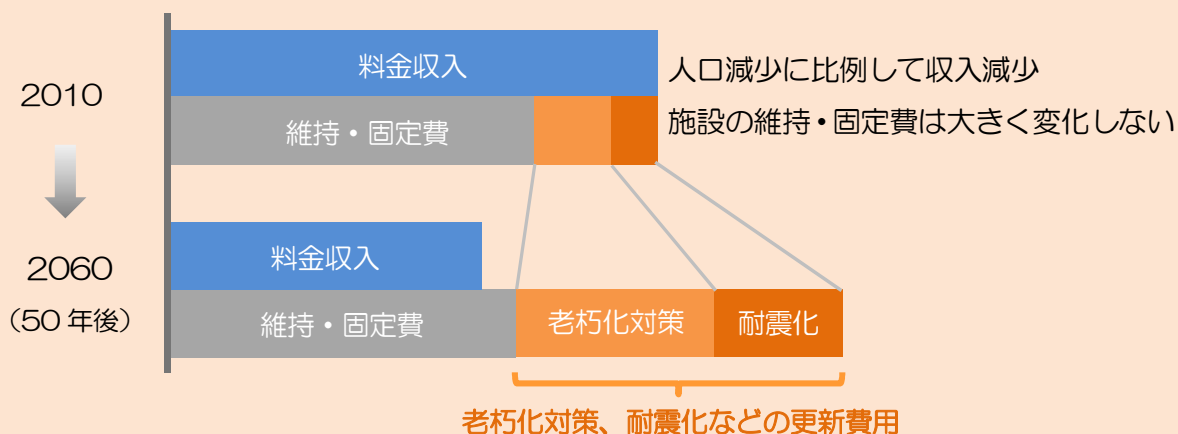 料金収入
人口減少に比例して収入減少
2010
維持・固定費
施設の維持・固定費は大きく変化しない
料金収入
2060
(50年後)
維持・固定費
老朽化対策
耐震化
老朽化対策、耐震化などの更新費用